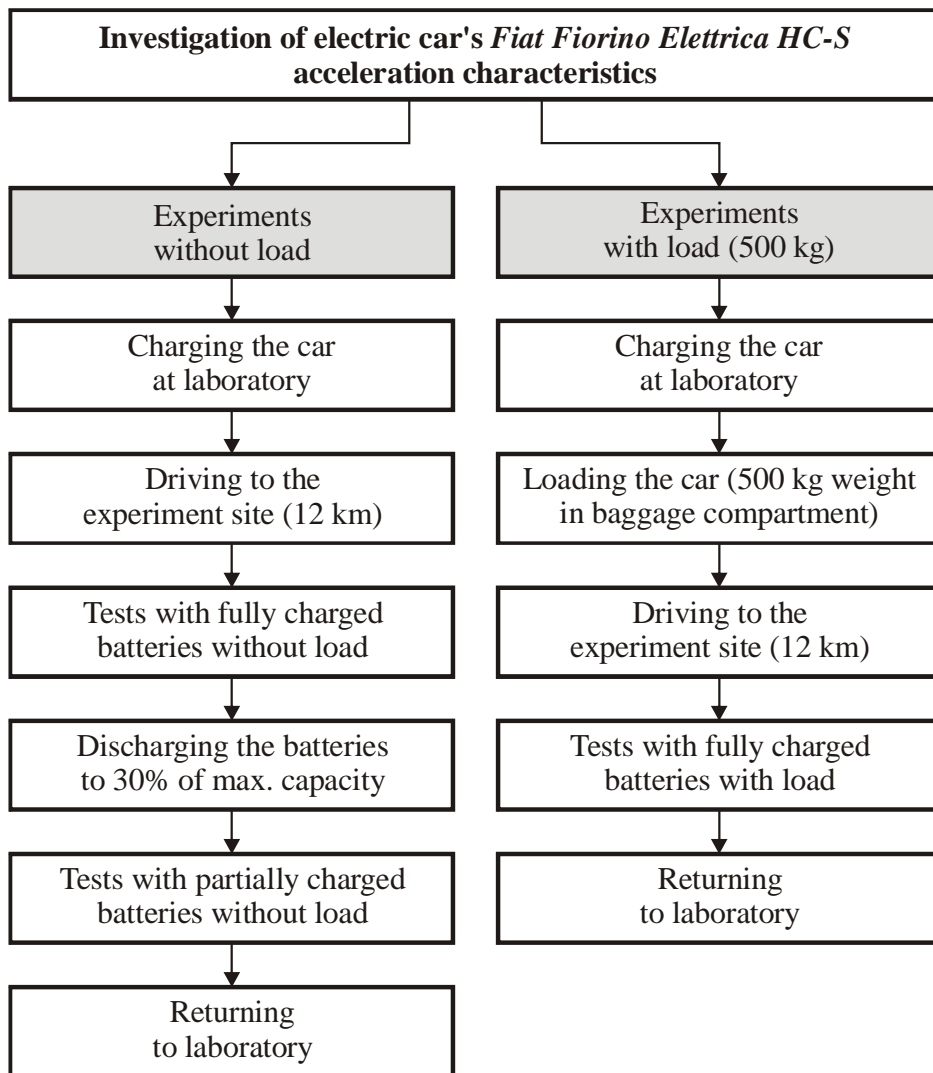 Investigation of electric car's Fiat Fiorino Elettrica HC-S
acceleration characteristics
Experiments
without load
Charging the car
at laboratory
Driving to the
experiment site (12 km)
Tests with fully charged
batteries without load
Discharging the batteries
to 30% of max. capacity
Tests with partially charged
batteries without load
Returning
to laboratory
Experiments
with load (500 kg)
Charging the car
at laboratory
Loading the car (500 kg weight
in baggage compartment)
Driving to the
experiment site (12 km)
Tests with fully charged
batteries with load
Returning
to laboratory